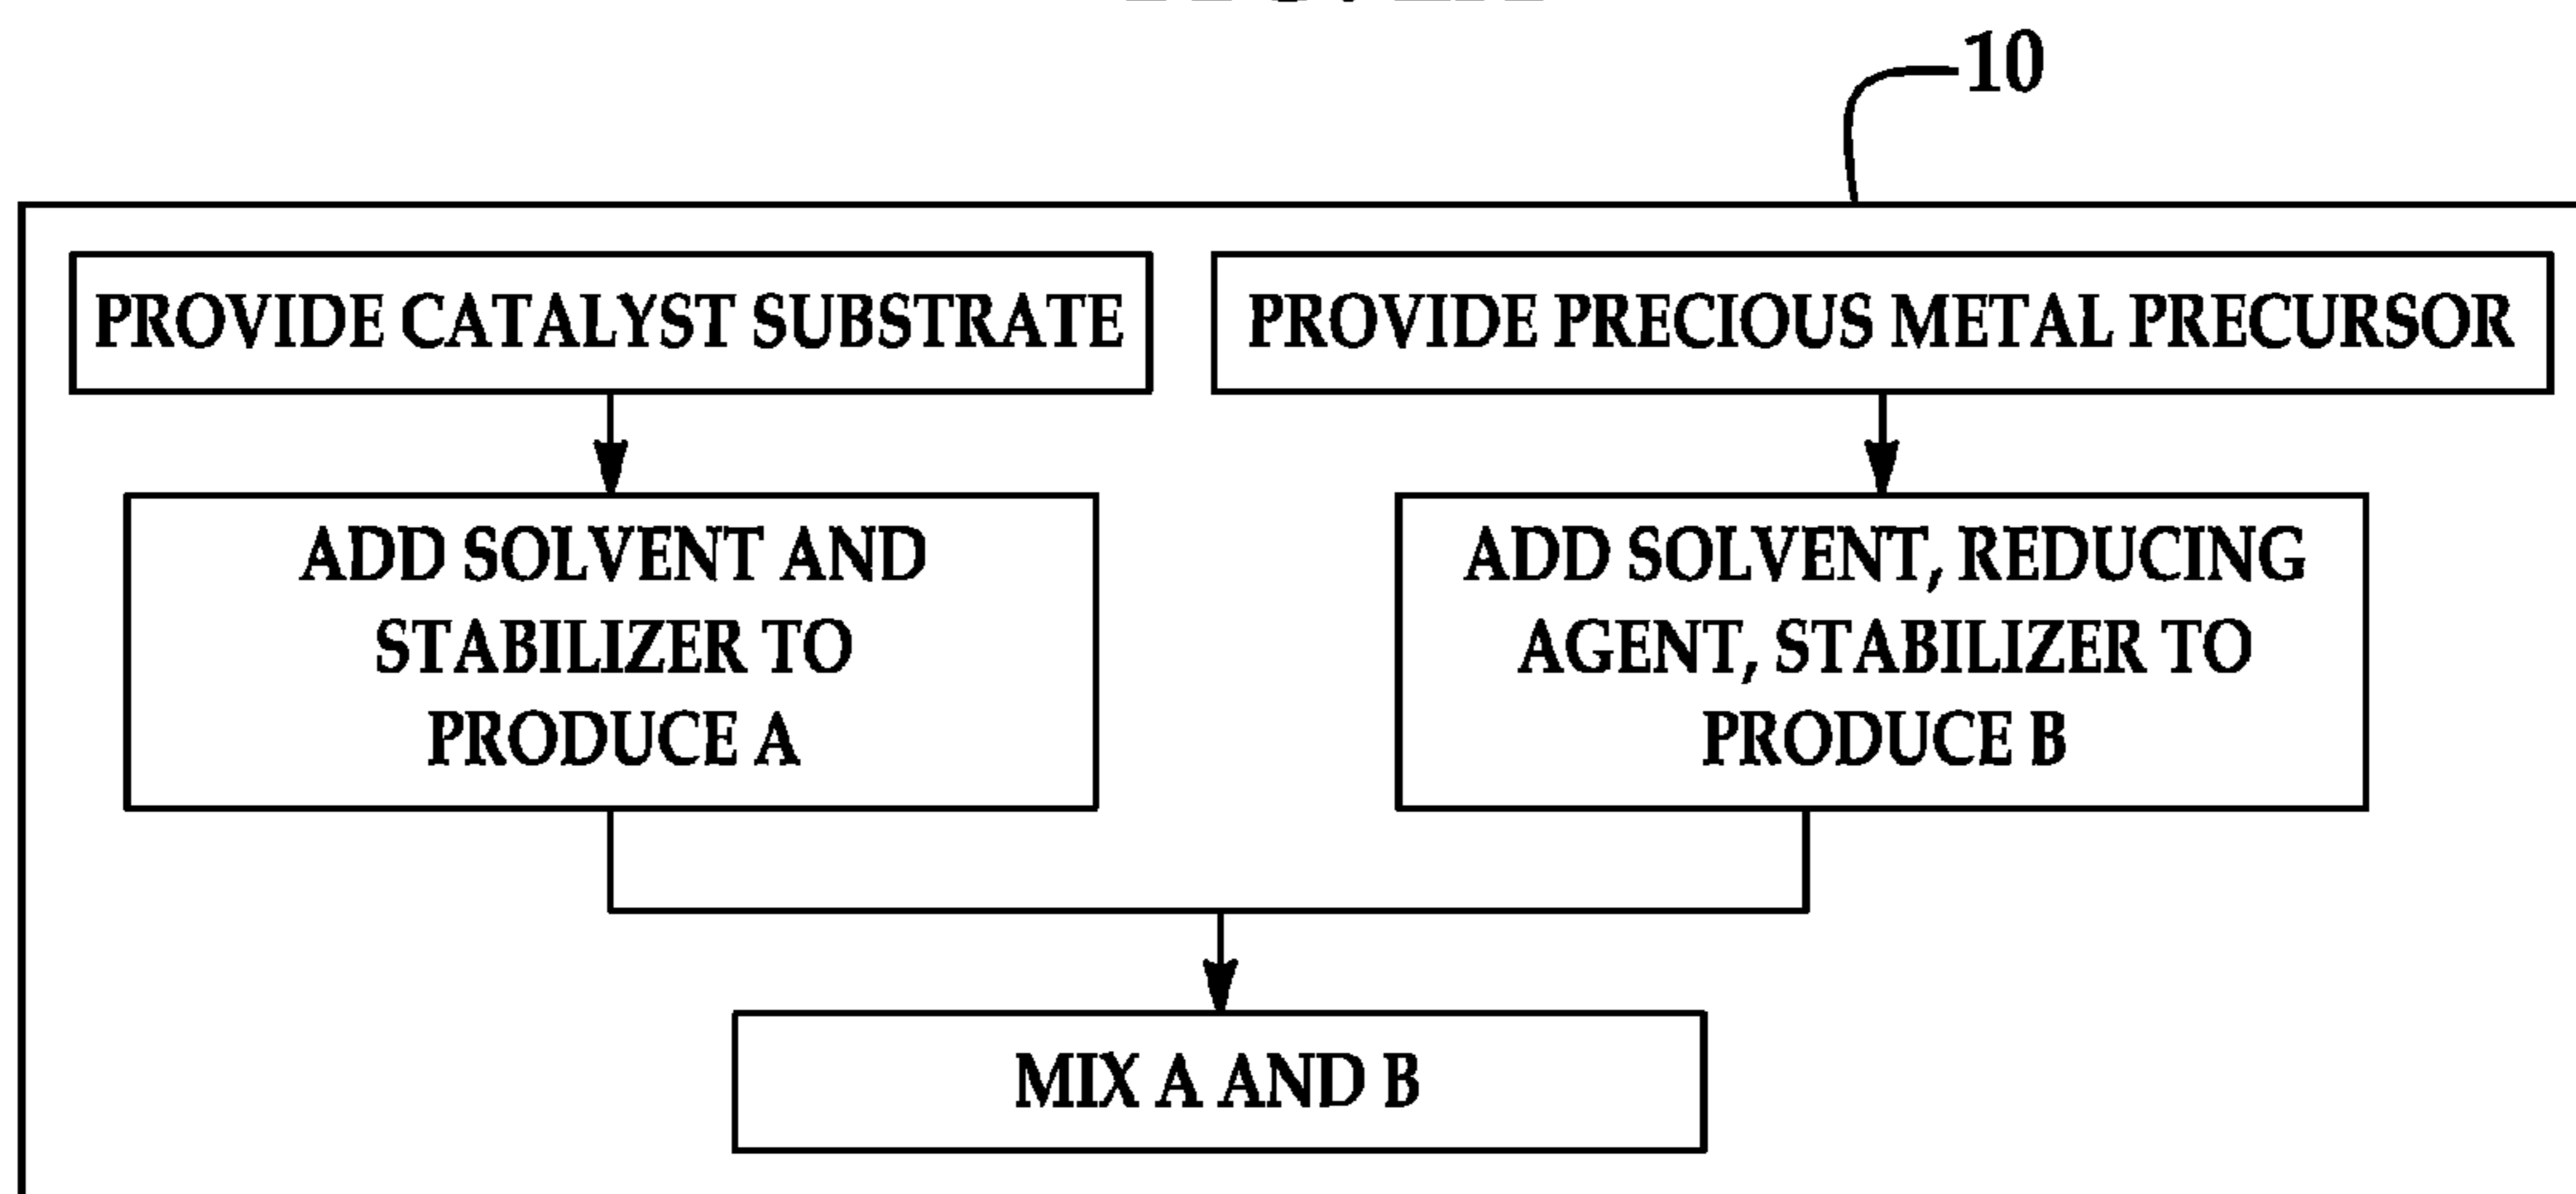 10
PROVIDE CATALYST SUBSTRATE
PROVIDE PRECIOUS METAL PRECURSOR
ADD SOLVENT AND
STABILIZER TO
PRODUCE A
ADD SOLVENT, REDUCING
AGENT, STABILIZER TO
PRODUCE B
MIX A AND B